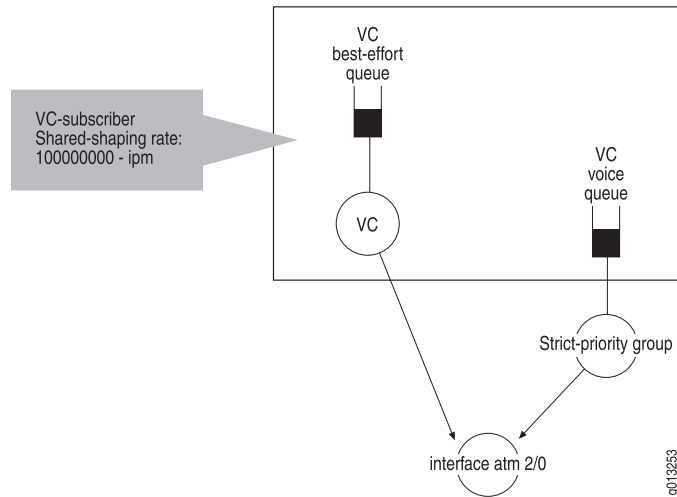 VC
best-effort
queue
VC-subscriber
Shared-shaping rate:
100000000 - ipm
VC
voice
queue
VC
Strict-priority group
interface atm 2/0
g013253